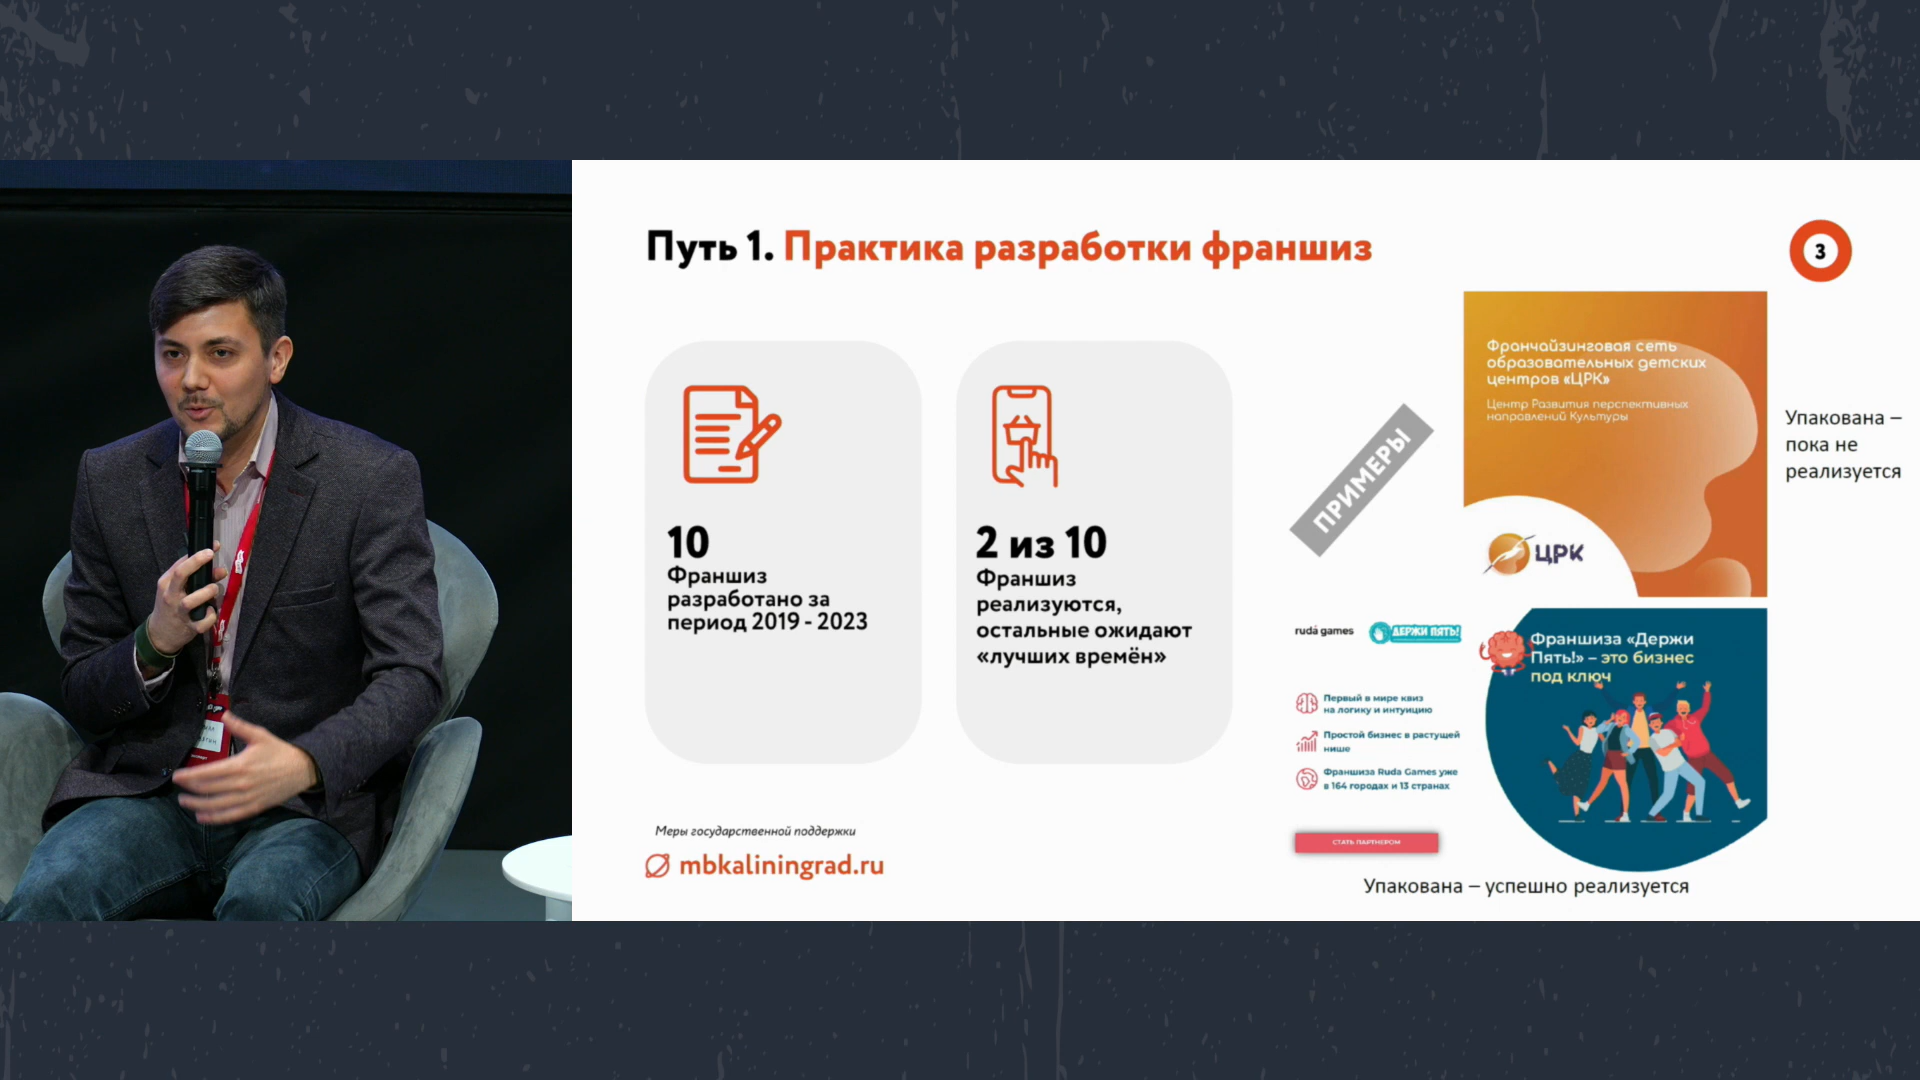 Путь 1. Практика разработки франшиз
3
10
Франшиз
разработано за
период 2019 - 2023
2 из 10
Франшиз
реализуются,
остальные ожидают
«лучших времён»
ПРИМЕРЫ
Франчайзинговая сеть
образовательных детских
центров «ЦРК»
Центр Развития перспективных
направлений Культуры
ЦРК
Упакована –
пока не
реализуется
ruda games
ДЕРЖИ ПЯТЬ!
Первый в мире квиз
на логику и интуицию
Простой бизнес в растущей
нише
Франшиза Ruda Games уже
в 164 городах и 13 странах
СТАТЬ ПАРТНЕРОМ
Франшиза «Держи
Пять!» – это бизнес
под ключ
Упакована – успешно реализуется
Меры государственной поддержки
mbkaliningrad.ru